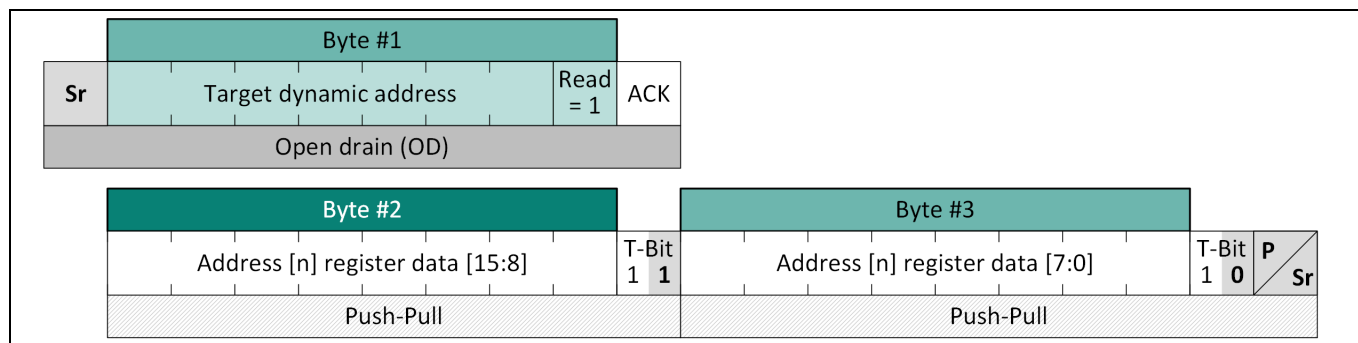 Byte #1
Sr Target dynamic address Read = 1 ACK
Open drain (OD)
Byte #2 Byte #3
Address [n] register data [15:8] T-Bit 1 1 Address [n] register data [7:0] T-Bit 1 0 P Sr
Push-Pull Push-Pull